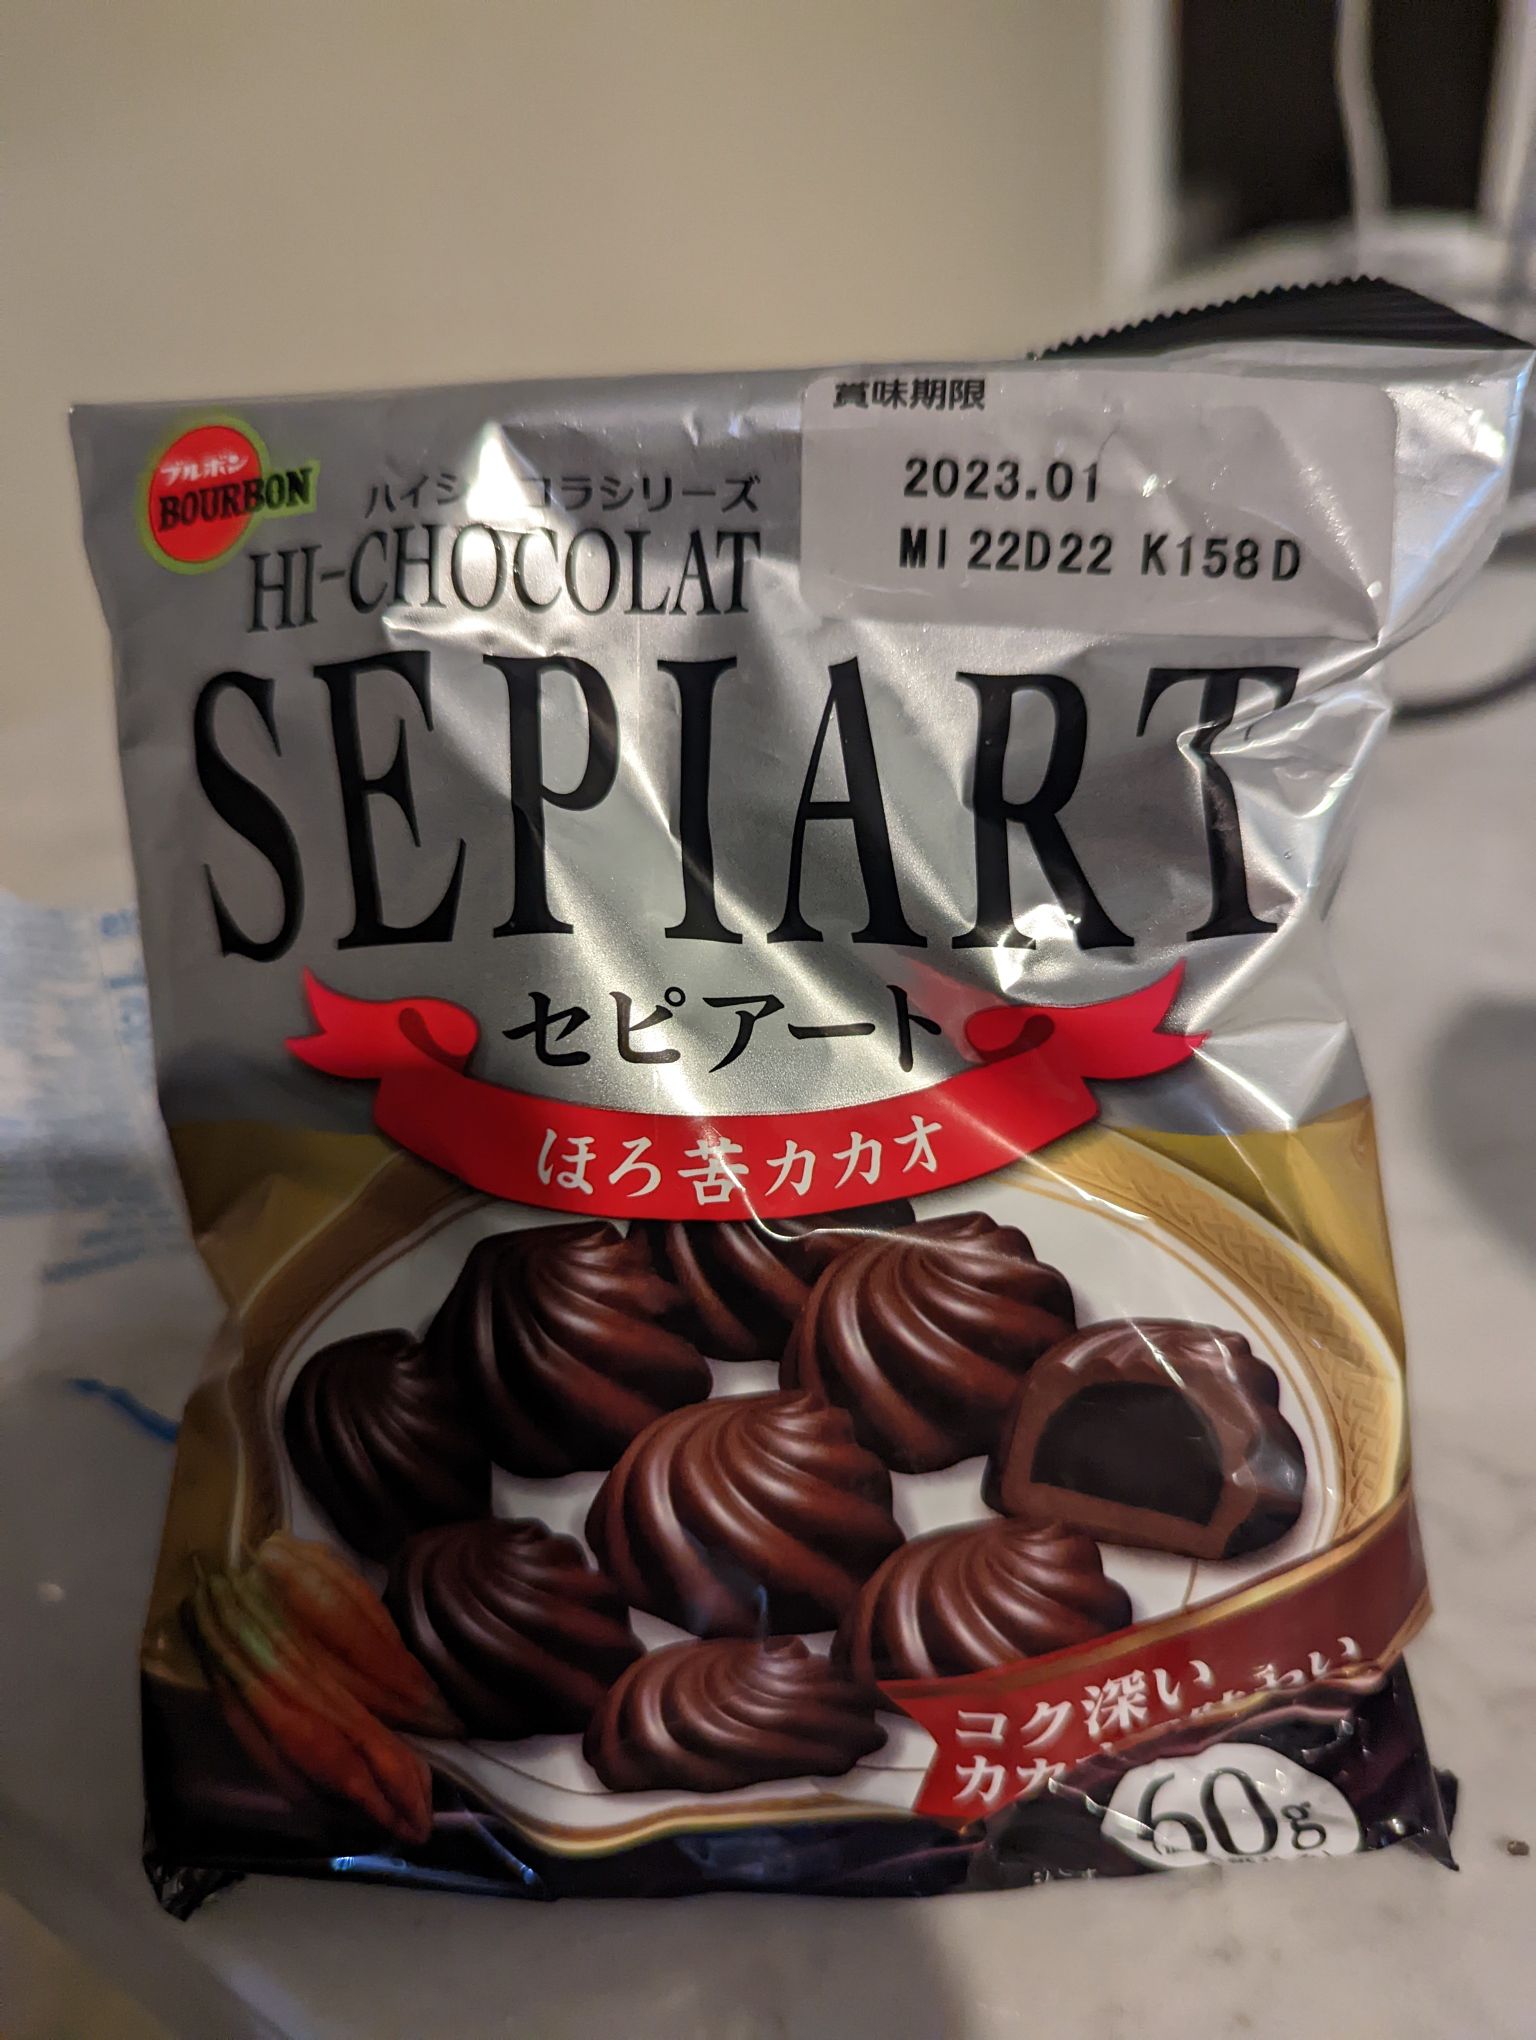 ブルボン
BOURBON
ハイショコラシリーズ
HI-CHOCOLAT
賞味期限
2023.01
MI 22D22 K158D
SEPIART
セピアート
ほろ苦カカオ
コク深い
60g